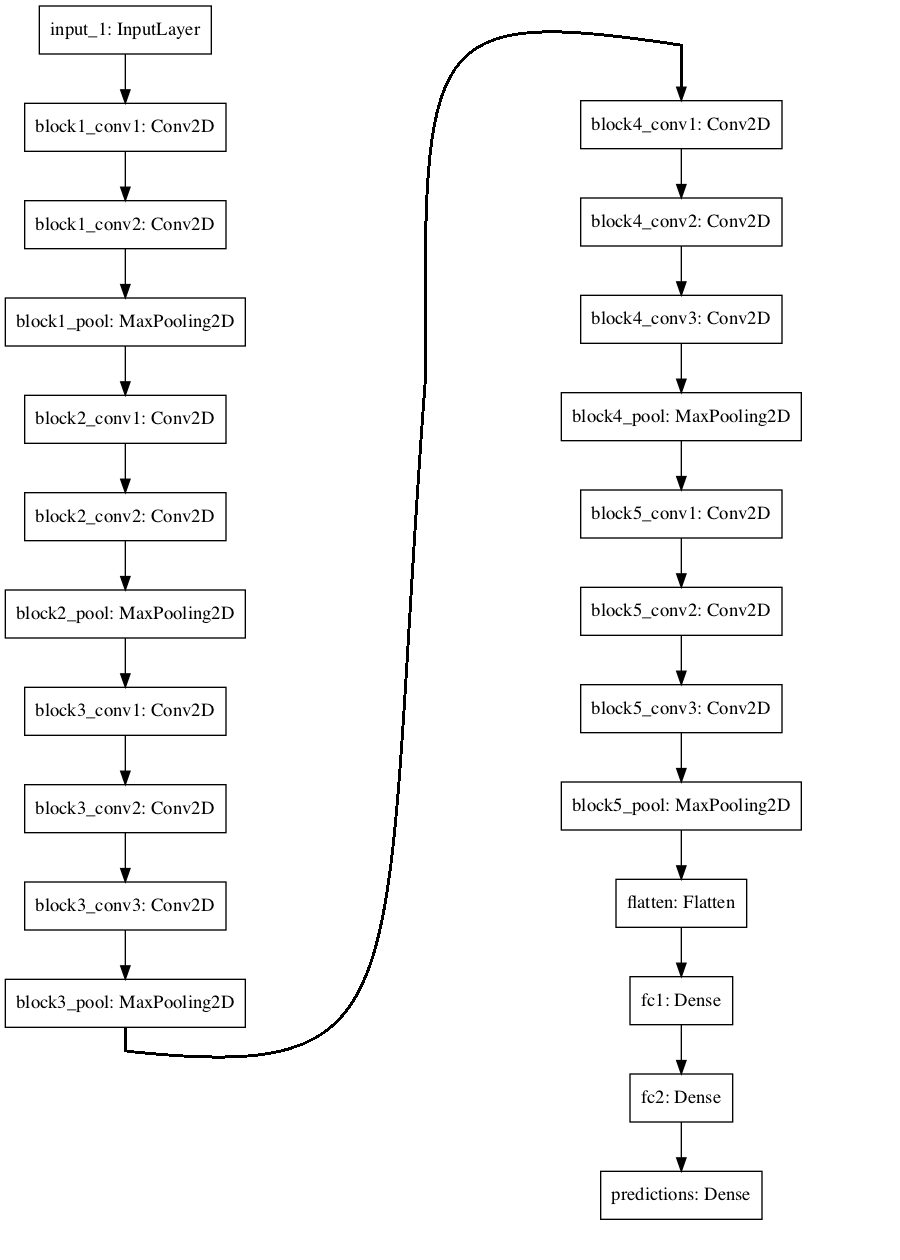 input_1: InputLayer
block1_conv1: Conv2D
block1_conv2: Conv2D
block1_pool: MaxPooling2D
block2_conv1: Conv2D
block2_conv2: Conv2D
block2_pool: MaxPooling2D
block3_conv1: Conv2D
block3_conv2: Conv2D
block3_conv3: Conv2D
block3_pool: MaxPooling2D
block4_conv1: Conv2D
block4_conv2: Conv2D
block4_conv3: Conv2D
block4_pool: MaxPooling2D
block5_conv1: Conv2D
block5_conv2: Conv2D
block5_conv3: Conv2D
block5_pool: MaxPooling2D
flatten: Flatten
fc1: Dense
fc2: Dense
predictions: Dense